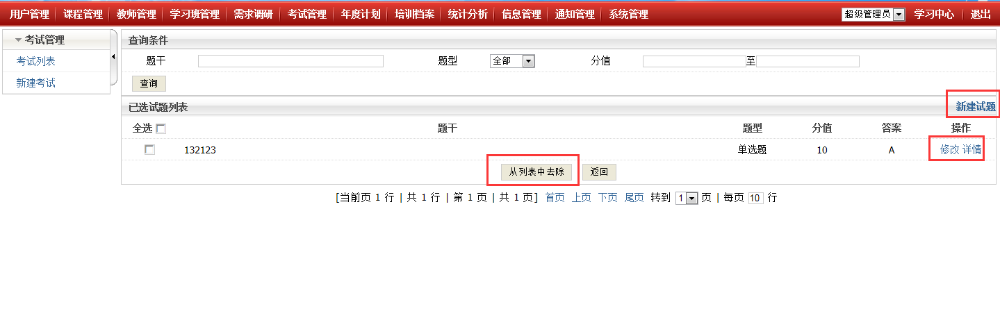 用户管理 课程管理 教师管理 学习班管理 需求调研 考试管理 年度计划 培训档案 统计分析 信息管理 通知管理 系统管理 超级管理员 学习中心 退出
考试管理
考试列表
新建考试
查询条件
题干 题型 全部 分值 至
查询
已选试题列表 新建试题
全选 题干 题型 分值 答案 操作
132123 单选题 10 A 修改 详情
从列表中去除 返回
[当前页 1 行 | 共 1 行 | 第 1 页 | 共 1 页] 首页 上页 下页 尾页 转到 1 页 | 每页 10 行